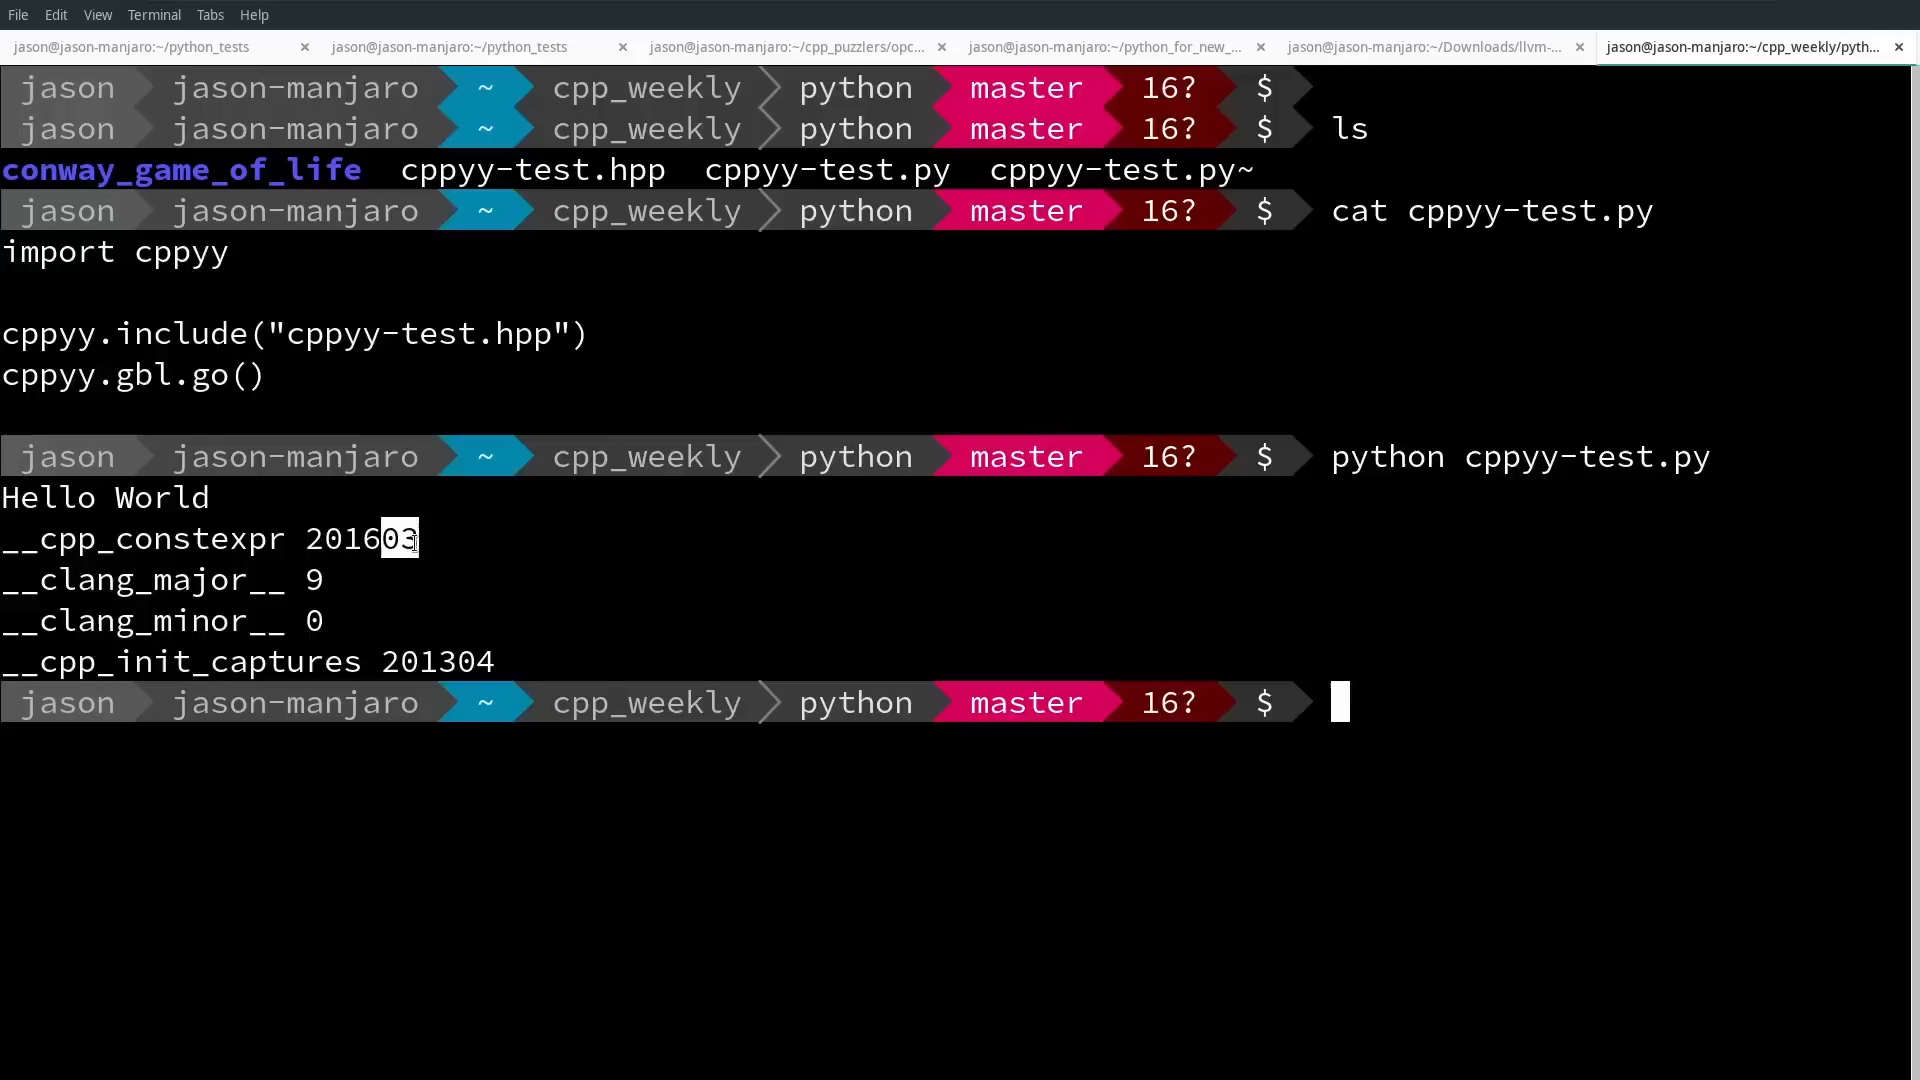 File Edit View Terminal Tabs Help
jason@jason-manjaro:~/python_tests × jason@jason-manjaro:~/python_tests × jason@jason-manjaro:~/cpp_puzzlers/opc... × jason@jason-manjaro:~/python_for_new_... × jason@jason-manjaro:~/Downloads/llvm-... × jason@jason-manjaro:~/cpp_weekly/pyth... ×
jason jason-manjaro ~ cpp_weekly python master 16? $
jason jason-manjaro ~ cpp_weekly python master 16? $ ls
conway_game_of_life cppyy-test.hpp cppyy-test.py cppyy-test.py~
jason jason-manjaro ~ cpp_weekly python master 16? $ cat cppyy-test.py
import cppyy
cppyy.include("cppyy-test.hpp")
cppyy.gbl.go()
jason jason-manjaro ~ cpp_weekly python master 16? $ python cppyy-test.py
Hello World
__cpp_constexpr 201603
__clang_major__ 9
__clang_minor__ 0
__cpp_init_captures 201304
jason jason-manjaro ~ cpp_weekly python master 16? $